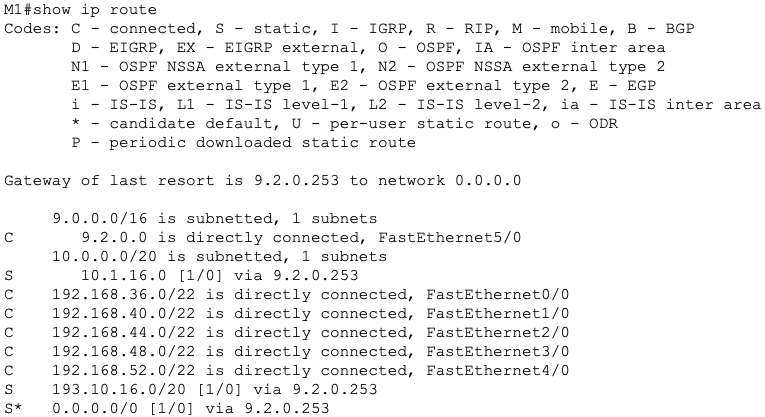 M1#show ip route
Codes: C - connected, S - static, I - IGRP, R - RIP, M - mobile, B - BGP
D - EIGRP, EX - EIGRP external, O - OSPF, IA - OSPF inter area
N1 - OSPF NSSA external type 1, N2 - OSPF NSSA external type 2
E1 - OSPF external type 1, E2 - OSPF external type 2, E - EGP
i - IS-IS, L1 - IS-IS level-1, L2 - IS-IS level-2, ia - IS-IS inter area
* - candidate default, U - per-user static route, o - ODR
P - periodic downloaded static route
Gateway of last resort is 9.2.0.253 to network 0.0.0.0
9.0.0.0/16 is subnetted, 1 subnets
C 9.2.0.0 is directly connected, FastEthernet5/0
10.0.0.0/20 is subnetted, 1 subnets
S 10.1.16.0 [1/0] via 9.2.0.253
C 192.168.36.0/22 is directly connected, FastEthernet0/0
C 192.168.40.0/22 is directly connected, FastEthernet1/0
C 192.168.44.0/22 is directly connected, FastEthernet2/0
C 192.168.48.0/22 is directly connected, FastEthernet3/0
C 192.168.52.0/22 is directly connected, FastEthernet4/0
S 193.10.16.0/20 [1/0] via 9.2.0.253
S* 0.0.0.0/0 [1/0] via 9.2.0.253